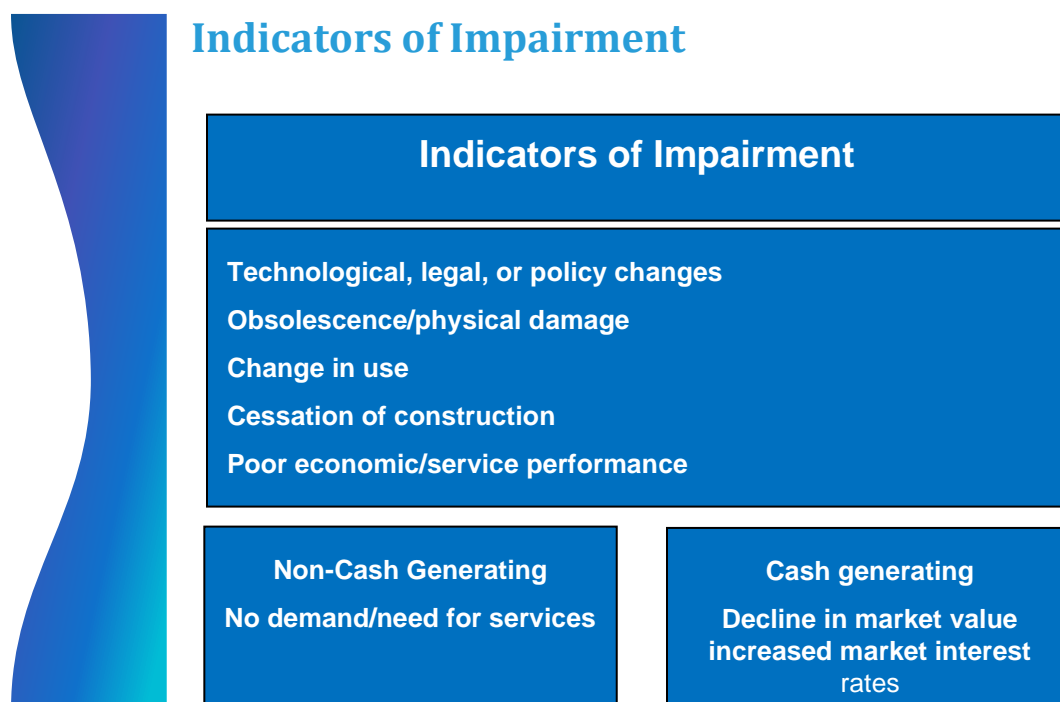 Indicators of Impairment
Indicators of Impairment
Technological, legal, or policy changes
Obsolescence/physical damage
Change in use
Cessation of construction
Poor economic/service performance
Non-Cash Generating
No demand/need for services
Cash generating
Decline in market value
increased market interest
rates